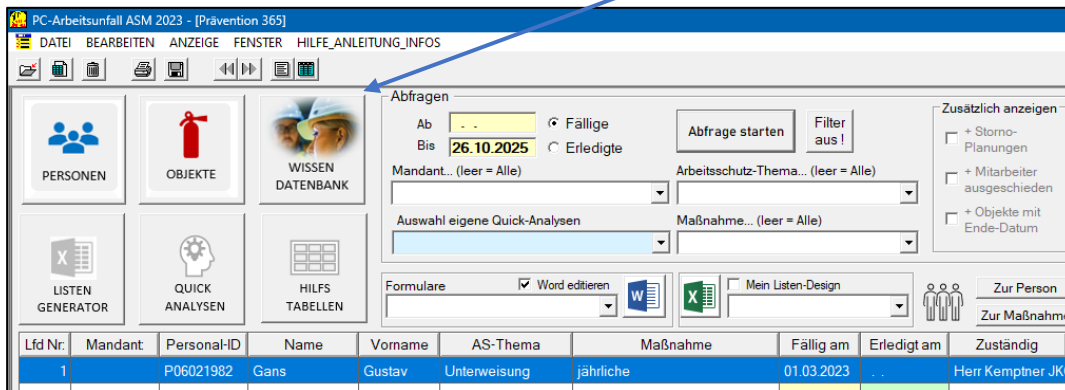 PC-Arbeitsunfall ASM 2023 - [Prävention 365]
DATEI BEARBEITEN ANZEIGE FENSTER HILFE_ANLEITUNG_INFOS
PERSONEN
OBJEKTE
WISSEN
DATENBANK
LISTEN
GENERATOR
QUICK
ANALYSEN
HILFS
TABELLEN
Abfragen
Ab . . Fällige
Bis 26.10.2025 Erledigte
Abfrage starten
Filter
aus !
Mandant... (leer = Alle)
Arbeitsschutz-Thema... (leer = Alle)
Auswahl eigene Quick-Analysen
Maßnahme... (leer = Alle)
Zusätzlich anzeigen
+ Storno-
Planungen
+ Mitarbeiter
ausgeschieden
+ Objekte mit
Ende-Datum
Formulare
Word editieren
Mein Listen-Design
Zur Person
Zur Maßnahme
Lfd Nr. Mandant Personal-ID Name Vorname AS-Thema Maßnahme Fällig am Erledigt am Zuständig
1 P06021982 Gans Gustav Unterweisung jährliche 01.03.2023 . . Herr Kemptner